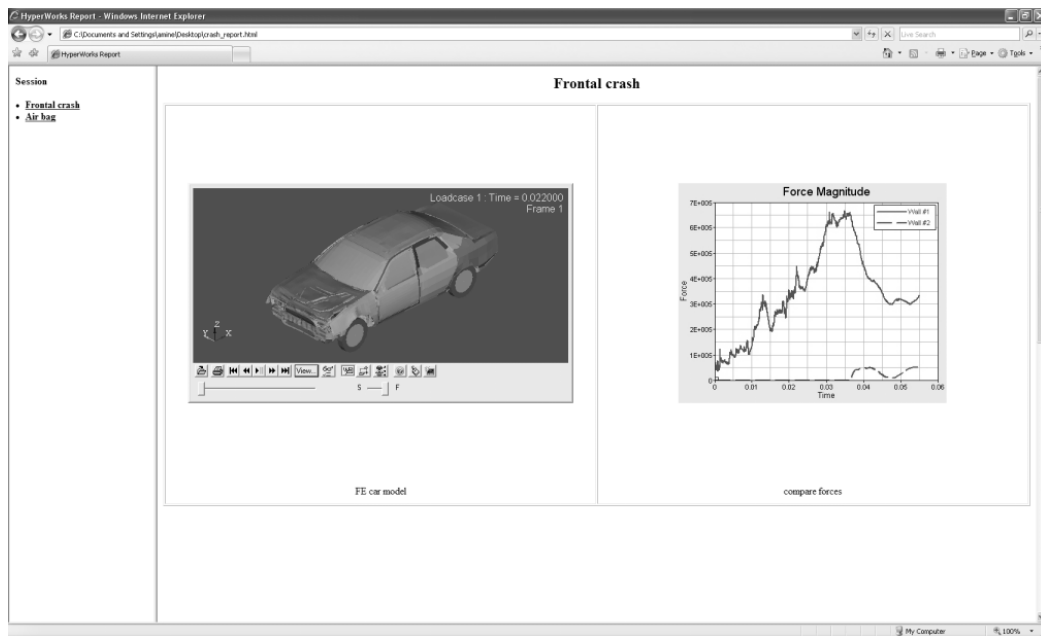 HyperWorks Report - Windows Internet Explorer
C:\Documents and Settings\amine\Desktop\crash_report.html
Live Search
HyperWorks Report
Page
Tools
Session
Frontal crash
Air bag
Frontal crash
Loadcase 1 : Time = 0.022000
Frame 1
Z
Y X
View...
S F
FE car model
Force Magnitude
Wall #1
Wall #2
7E+005
6E+005
5E+005
4E+005
3E+005
2E+005
1E+005
0
Force
0 0.01 0.02 0.03 0.04 0.05 0.06
Time
compare forces
My Computer
100%